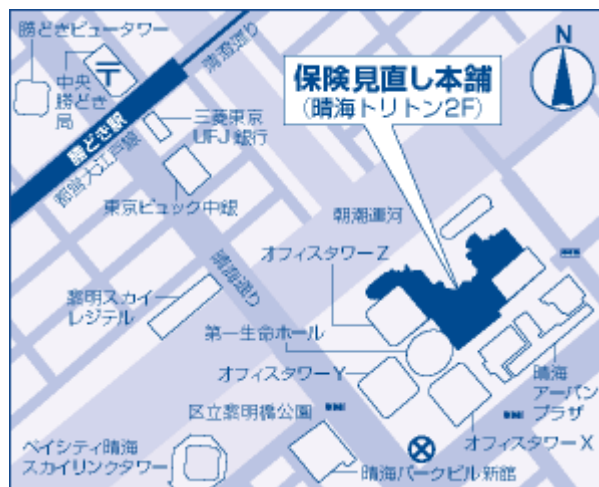 勝どきビュータワー
中央
勝どき
局
清澄通り
N
保険見直し本舗
(晴海トリトン2F)
勝どき駅
都営大江戸線
三菱東京
UFJ銀行
東京ビュック中銀
朝潮運河
オフィスタワーZ
晴海通り
黎明スカイ
レジテル
第一生命ホール
オフィスタワーY
晴海
アーバン
プラザ
区立黎明橋公園
オフィスタワーX
ベイシティ晴海
スカイリンクタワー
晴海パークビル新館